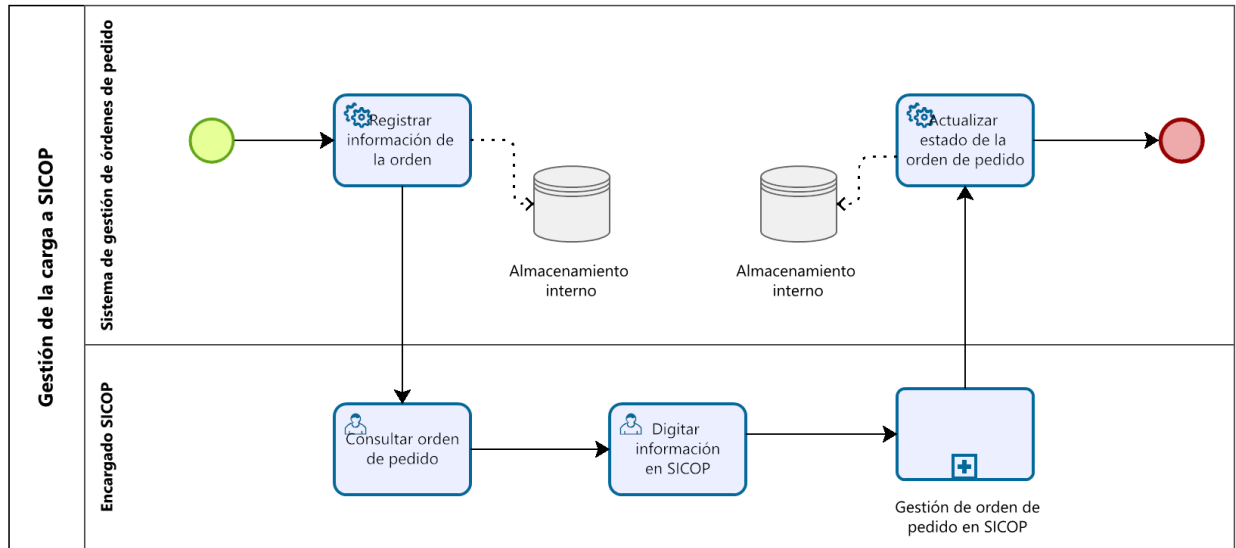 Gestión de la carga a SICOP
Sistema de gestión de órdenes de pedido
Registrar
información de
la orden
Almacenamiento
interno
Almacenamiento
interno
Actualizar
estado de la
orden de pedido
Encargado SICOP
Consultar orden
de pedido
Digitar
información
en SICOP
Gestión de orden de
pedido en SICOP